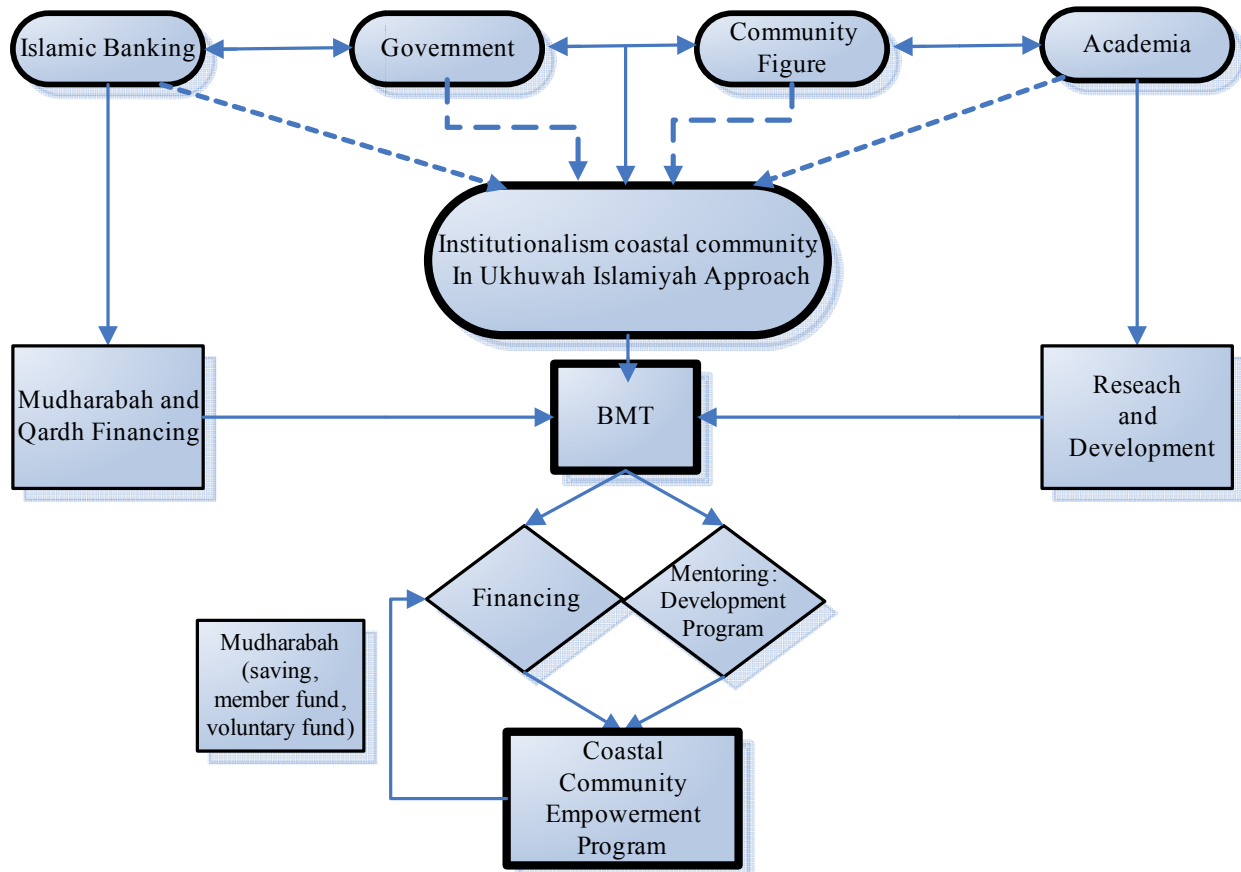 Islamic Banking
Government
Community
Figure
Academia
Institutionalism coastal community
In Ukhuwah Islamiyah Approach
Mudharabah and
Qardh Financing
BMT
Reseach
and
Development
Financing
Mentoring:
Development
Program
Mudharabah
(saving,
member fund,
voluntary fund)
Coastal
Community
Empowerment
Program